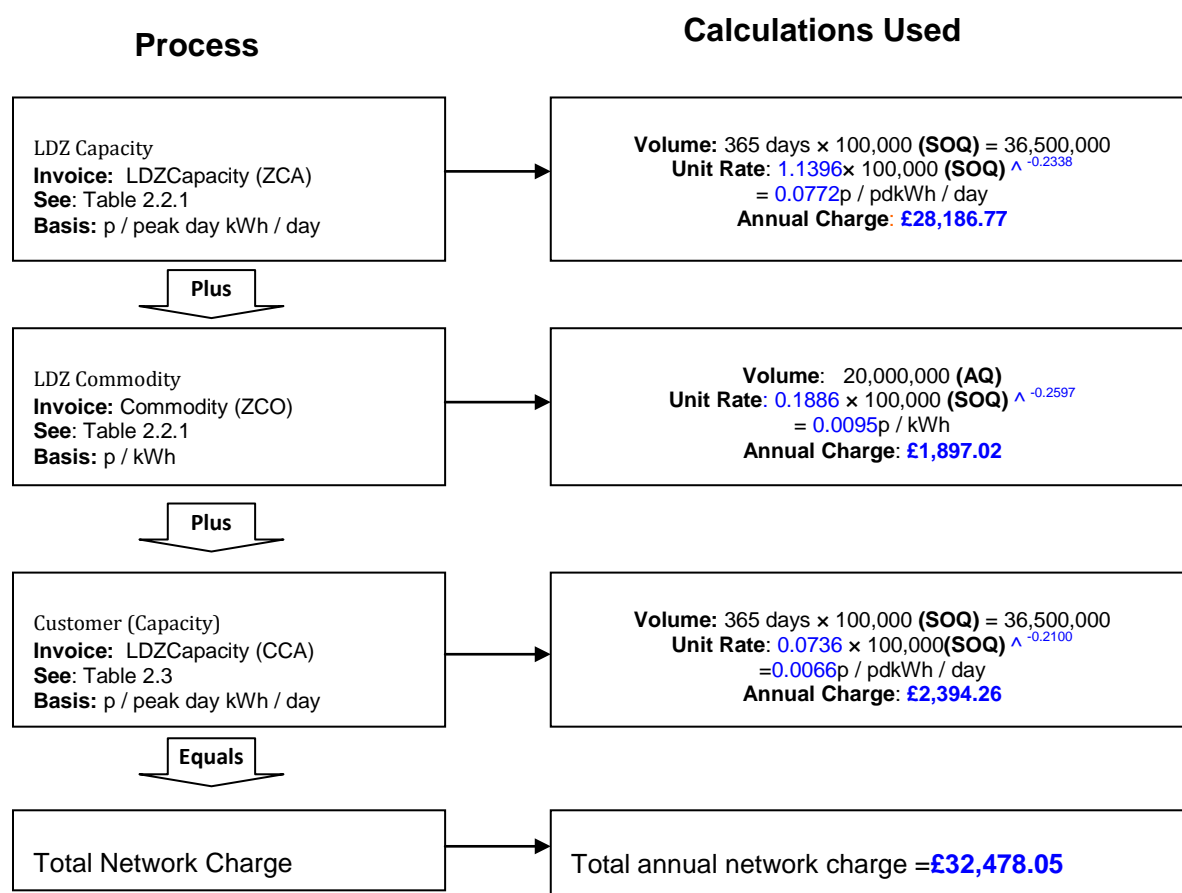 Process
Calculations Used
LDZ Capacity
Invoice: LDZCapacity (ZCA)
See: Table 2.2.1
Basis: p / peak day kWh / day
Volume: 365 days × 100,000 (SOQ) = 36,500,000
Unit Rate: 1.1396× 100,000 (SOQ) ^ -0.2338
= 0.0772p / pdkWh / day
Annual Charge: £28,186.77
Plus
LDZ Commodity
Invoice: Commodity (ZCO)
See: Table 2.2.1
Basis: p / kWh
Volume: 20,000,000 (AQ)
Unit Rate: 0.1886 × 100,000 (SOQ) ^ -0.2597
= 0.0095p / kWh
Annual Charge: £1,897.02
Plus
Customer (Capacity)
Invoice: LDZCapacity (CCA)
See: Table 2.3
Basis: p / peak day kWh / day
Volume: 365 days × 100,000 (SOQ) = 36,500,000
Unit Rate: 0.0736 × 100,000(SOQ) ^ -0.2100
=0.0066p / pdkWh / day
Annual Charge: £2,394.26
Equals
Total Network Charge
Total annual network charge =£32,478.05